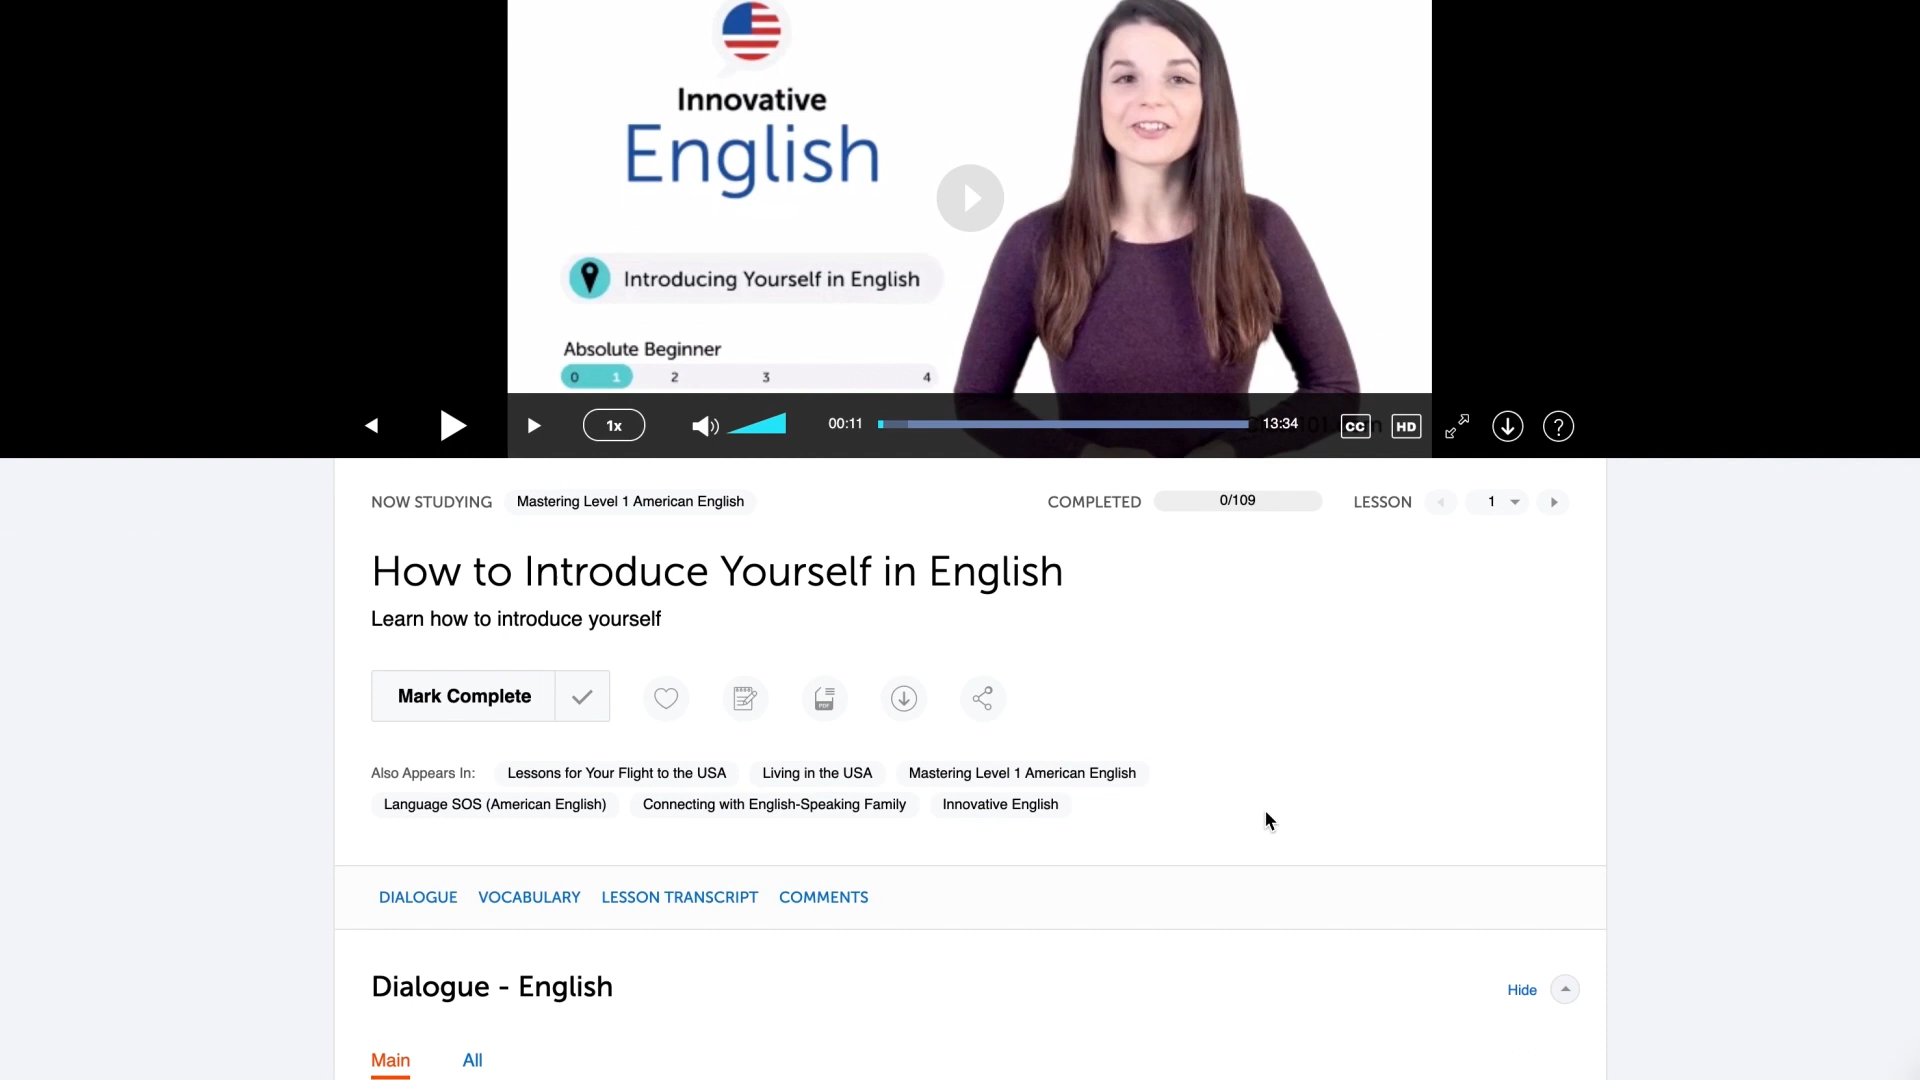 Innovative
English
Introducing Yourself in English
Absolute Beginner
0 1 2 3 4
1x 00:11 13:34 CC HD ?
NOW STUDYING Mastering Level 1 American English COMPLETED 0/109 LESSON 1
How to Introduce Yourself in English
Learn how to introduce yourself
Mark Complete PDF
Also Appears In: Lessons for Your Flight to the USA Living in the USA Mastering Level 1 American English
Language SOS (American English) Connecting with English-Speaking Family Innovative English
DIALOGUE VOCABULARY LESSON TRANSCRIPT COMMENTS
Dialogue - English Hide
Main All